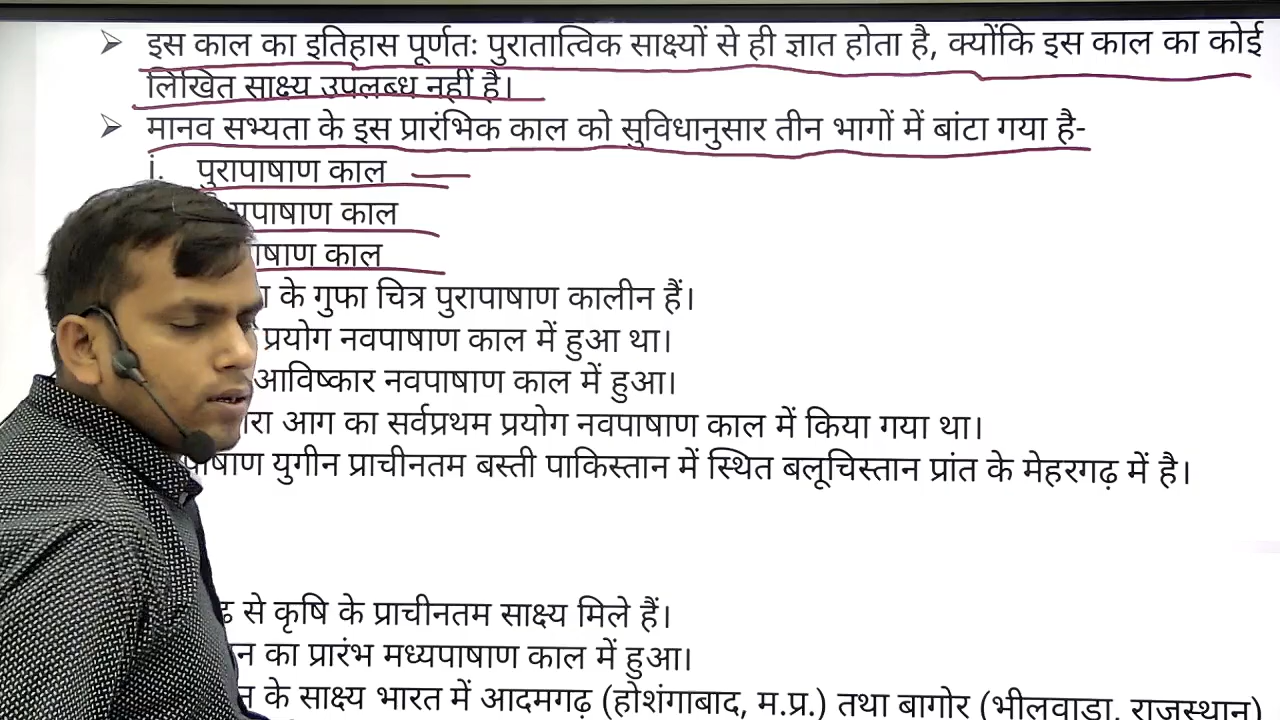 इस काल का इतिहास पूर्णतः पुरातात्विक साक्ष्यों से ही ज्ञात होता है, क्योंकि इस काल का कोई
लिखित साक्ष्य उपलब्ध नहीं है।
मानव सभ्यता के इस प्रारंभिक काल को सुविधानुसार तीन भागों में बांटा गया है-
i. पुरापाषाण काल
काल
काल
के गुफा चित्र पुरापाषाण कालीन हैं।
प्रयोग नवपाषाण काल में हुआ था।
आविष्कार नवपाषाण काल में हुआ।
आग का सर्वप्रथम प्रयोग नवपाषाण काल में किया गया था।
युगीन प्राचीनतम बस्ती पाकिस्तान में स्थित बलूचिस्तान प्रांत के मेहरगढ़ में है।
से कृषि के प्राचीनतम साक्ष्य मिले हैं।
का प्रारंभ मध्यपाषाण काल में हुआ।
के साक्ष्य भारत में आदमगढ़ (होशंगाबाद, म.प्र.) तथा बागोर (भीलवाड़ा, राजस्थान)